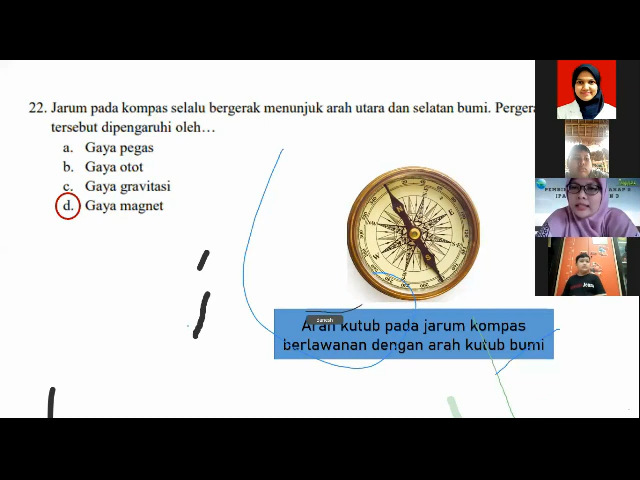 22. Jarum pada kompas selalu bergerak menunjuk arah utara dan selatan bumi.
tersebut dipengaruhi oleh…
a. Gaya pegas
b. Gaya otot
c. Gaya gravitasi
d. Gaya magnet
Arah kutub pada jarum kompas
berlawanan dengan arah kutub bumi